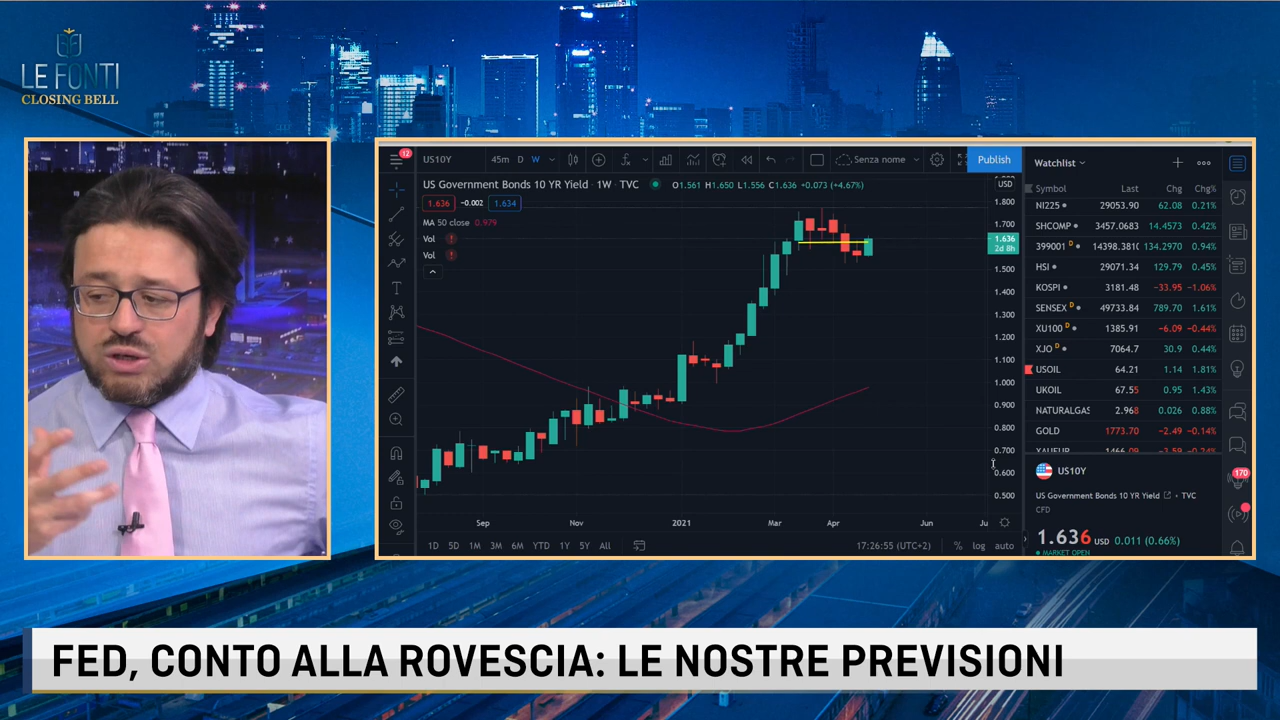 LE FONTI
CLOSING BELL
12
US10Y
45m D W
Senza nome
Publish
US Government Bonds 10 YR Yield · 1W · TVC
O1.561 H1.650 L1.556 C1.636 +0.073 (+4.67%)
1.636 -0.002 1.634
MA 50 close 0.979
Vol
Vol
USD
1.800
1.700
1.636
2d 8h
1.500
1.400
1.300
1.200
1.100
1.000
0.900
0.800
0.700
0.600
0.500
Sep Nov 2021 Mar Apr Jun Ju
1D 5D 1M 3M 6M YTD 1Y 5Y All
17:26:55 (UTC+2) % log auto
Watchlist
Symbol Last Chg Chg%
NI225 29053.90 62.08 0.21%
SHCOMP 3457.0683 14.4573 0.42%
399001 D 14398.381( 134.2970 0.94%
HSI 29071.34 129.79 0.45%
KOSPI 3181.48 −33.95 −1.06%
SENSEX D 49733.84 789.70 1.61%
XU100 D 1385.91 −6.09 −0.44%
XJO D 7064.7 30.9 0.44%
USOIL 64.21 1.14 1.81%
UKOIL 67.55 0.95 1.43%
NATURALGAS 2.968 0.026 0.88%
GOLD 1773.70 −2.49 −0.14%
XAUEUR 1466.09 −3.59 −0.24%
US10Y
US Government Bonds 10 YR Yield • TVC
CFD
1.636 USD 0.011 (0.66%)
MARKET OPEN
170
FED, CONTO ALLA ROVESCIA: LE NOSTRE PREVISIONI